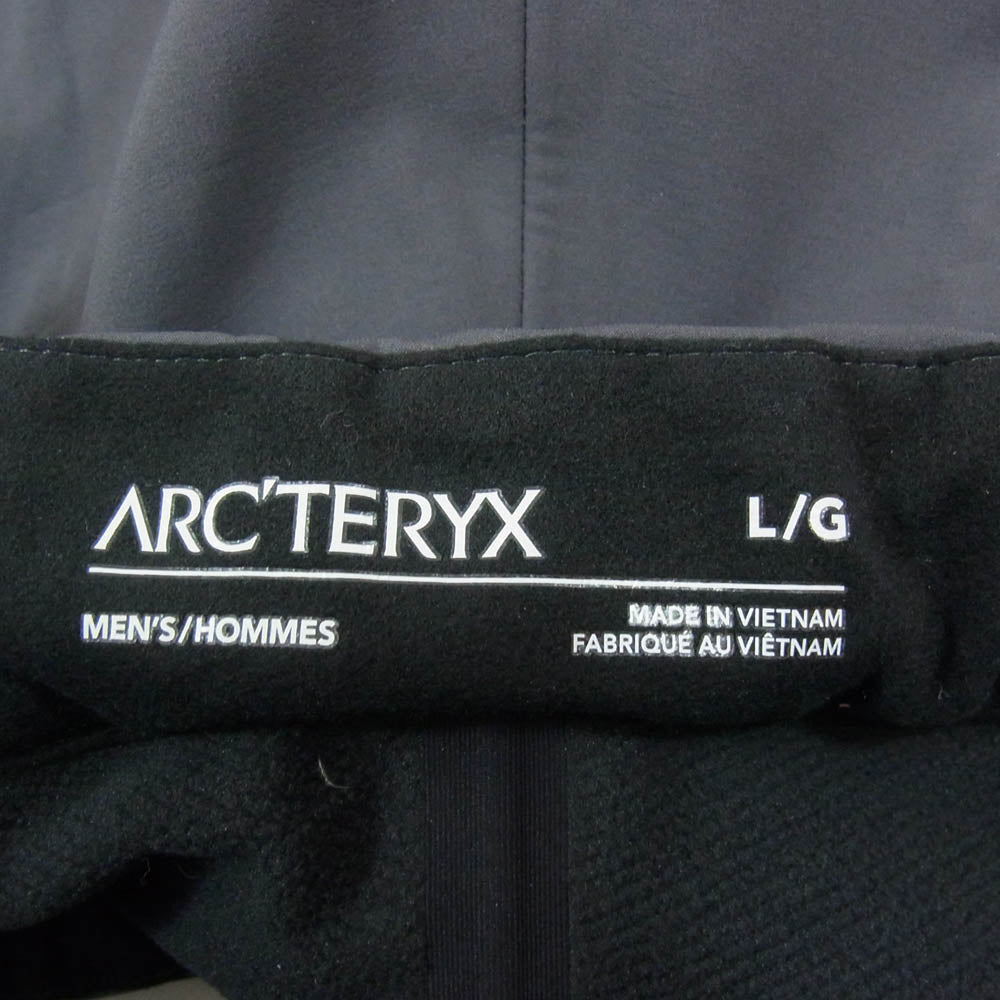 ARC'TERYX L/G
MEN'S/HOMMES MADE IN VIETNAM
FABRIQUÉ AU VIÊTNAM